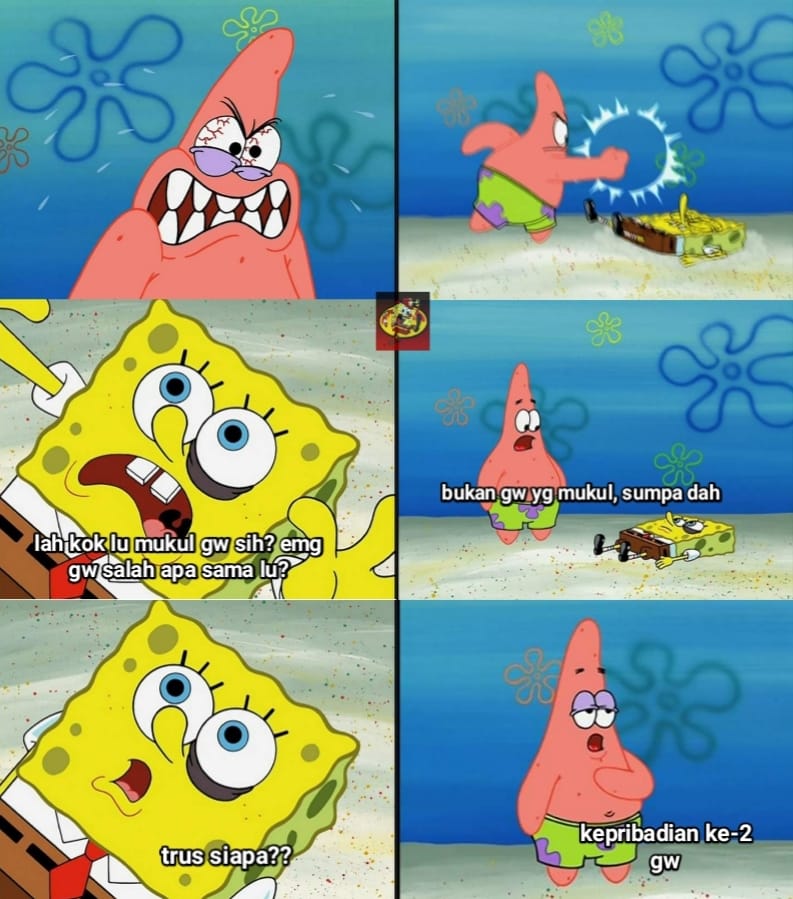 lah kok lu mukul gw sih? emg
gw salah apa sama lu?
bukan gw yg mukul, sumpa dah
trus siapa??
kepribadian ke-2
gw